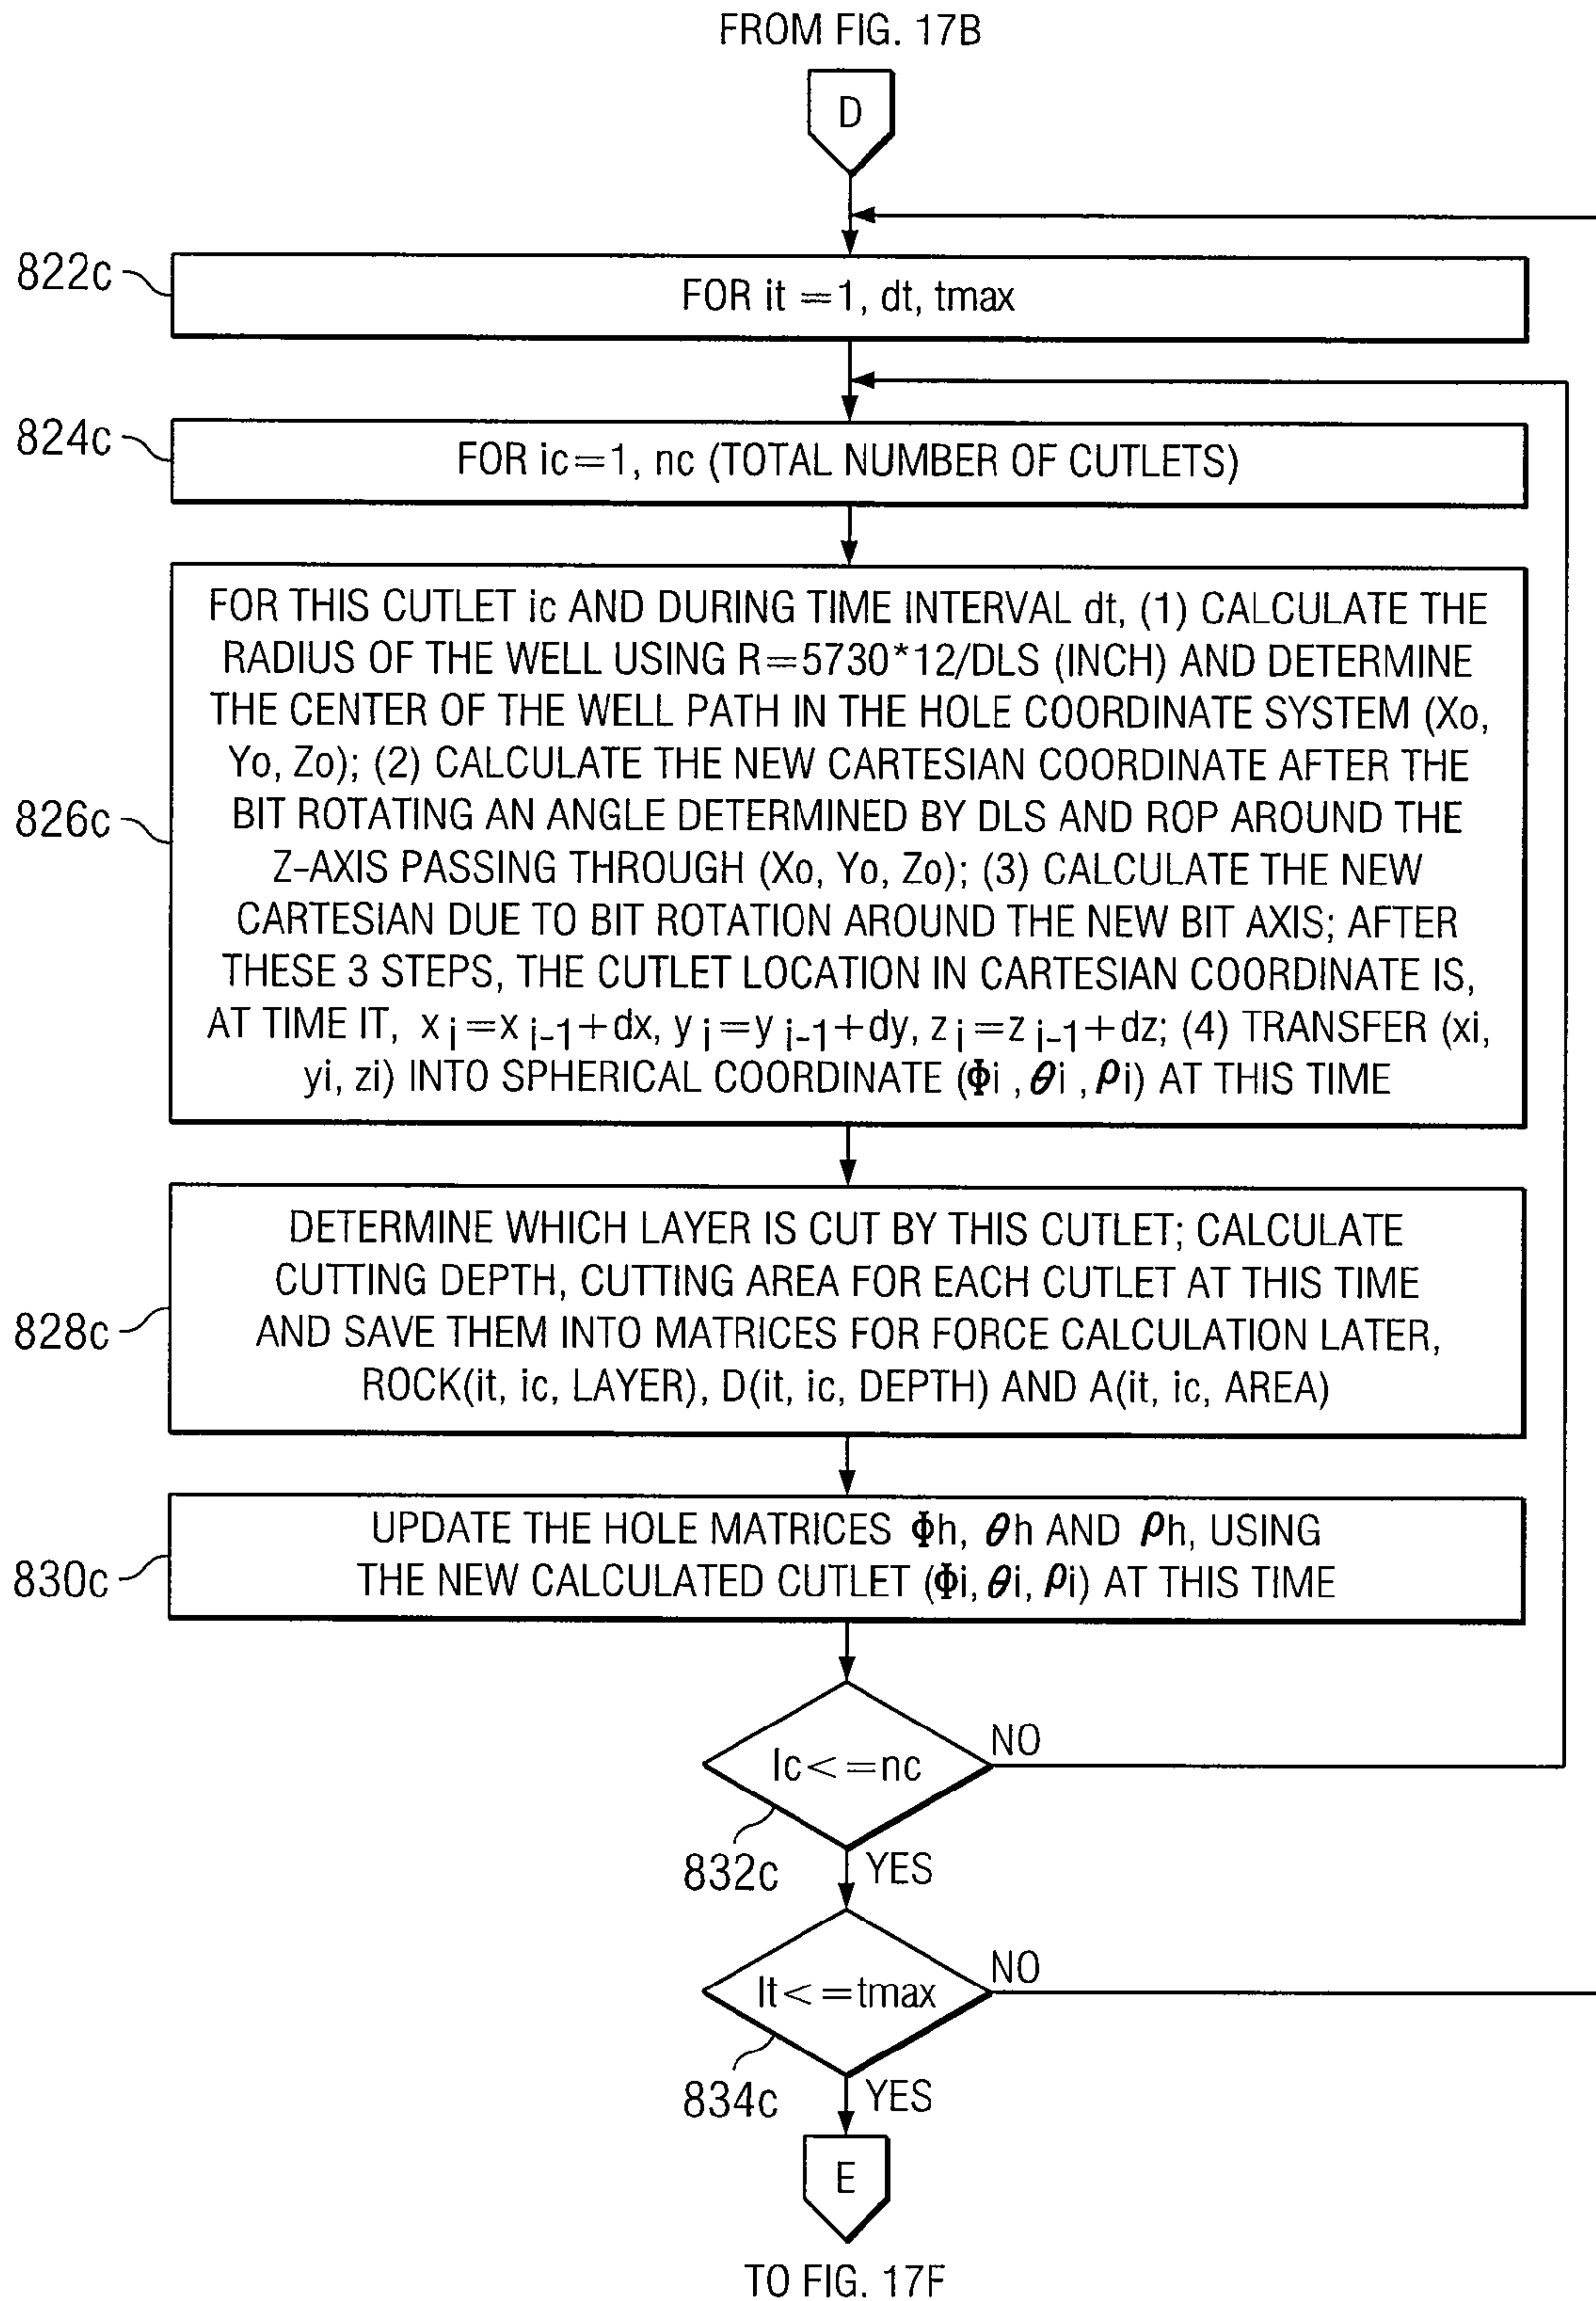 FROM FIG. 17B
D
822c
FOR it =1, dt, tmax
824c
FOR ic=1, nc (TOTAL NUMBER OF CUTLETS)
826c
FOR THIS CUTLET ic AND DURING TIME INTERVAL dt, (1) CALCULATE THE
RADIUS OF THE WELL USING R=5730*12/DLS (INCH) AND DETERMINE
THE CENTER OF THE WELL PATH IN THE HOLE COORDINATE SYSTEM (Xo,
Yo, Zo); (2) CALCULATE THE NEW CARTESIAN COORDINATE AFTER THE
BIT ROTATING AN ANGLE DETERMINED BY DLS AND ROP AROUND THE
Z-AXIS PASSING THROUGH (Xo, Yo, Zo); (3) CALCULATE THE NEW
CARTESIAN DUE TO BIT ROTATION AROUND THE NEW BIT AXIS; AFTER
THESE 3 STEPS, THE CUTLET LOCATION IN CARTESIAN COORDINATE IS,
AT TIME IT, x i=x i-1+dx, y i=y i-1+dy, z i=z i-1+dz; (4) TRANSFER (xi,
yi, zi) INTO SPHERICAL COORDINATE (Φi ,θi ,ρi) AT THIS TIME
828c
DETERMINE WHICH LAYER IS CUT BY THIS CUTLET; CALCULATE
CUTTING DEPTH, CUTTING AREA FOR EACH CUTLET AT THIS TIME
AND SAVE THEM INTO MATRICES FOR FORCE CALCULATION LATER,
ROCK(it, ic, LAYER), D(it, ic, DEPTH) AND A(it, ic, AREA)
830c
UPDATE THE HOLE MATRICES Φh, θh AND ρh, USING
THE NEW CALCULATED CUTLET (Φi, θi, ρi) AT THIS TIME
Ic<=nc
NO
832c
YES
It<=tmax
NO
834c
YES
E
TO FIG. 17F